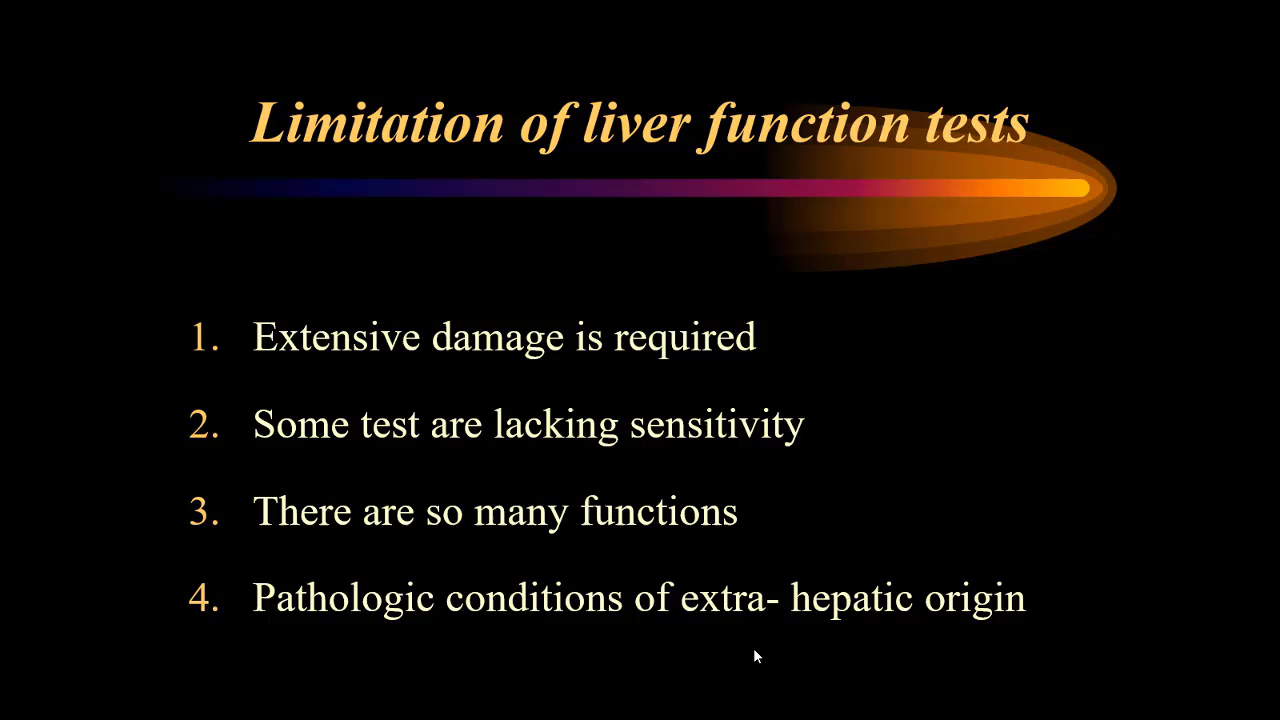 Limitation of liver function tests
1. Extensive damage is required
2. Some test are lacking sensitivity
3. There are so many functions
4. Pathologic conditions of extra- hepatic origin